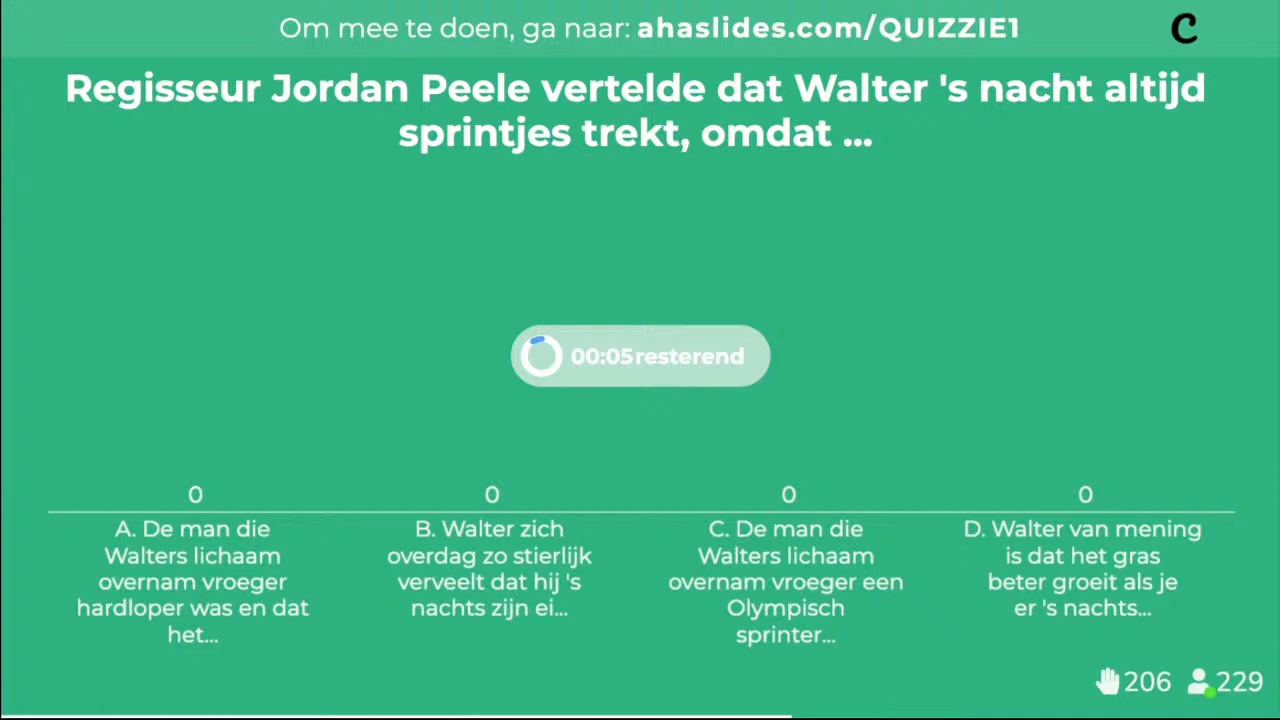 Om mee te doen, ga naar: ahaslides.com/QUIZZIE1
C
Regisseur Jordan Peele vertelde dat Walter 's nacht altijd
sprintjes trekt, omdat ...
00:05 resterend
0
0
0
0
A. De man die
Walters lichaam
overnam vroeger
hardloper was en dat
het...
B. Walter zich
overdag zo stierlijk
verveelt dat hij 's
nachts zijn ei...
C. De man die
Walters lichaam
overnam vroeger een
Olympisch
sprinter...
D. Walter van mening
is dat het gras
beter groeit als je
er 's nachts...
206
229